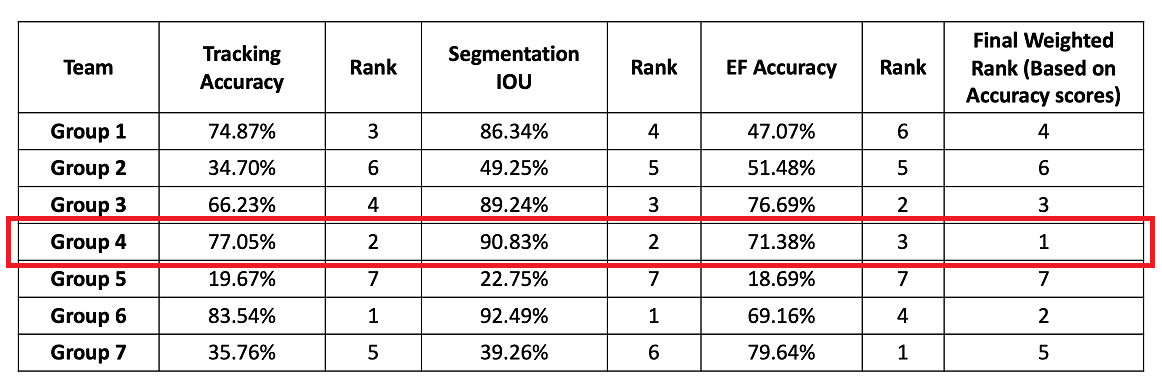 Team Tracking Accuracy Rank Segmentation IOU Rank EF Accuracy Rank Final Weighted Rank (Based on Accuracy scores)
Group 1 74.87% 3 86.34% 4 47.07% 6 4
Group 2 34.70% 6 49.25% 5 51.48% 5 6
Group 3 66.23% 4 89.24% 3 76.69% 2 3
Group 4 77.05% 2 90.83% 2 71.38% 3 1
Group 5 19.67% 7 22.75% 7 18.69% 7 7
Group 6 83.54% 1 92.49% 1 69.16% 4 2
Group 7 35.76% 5 39.26% 6 79.64% 1 5